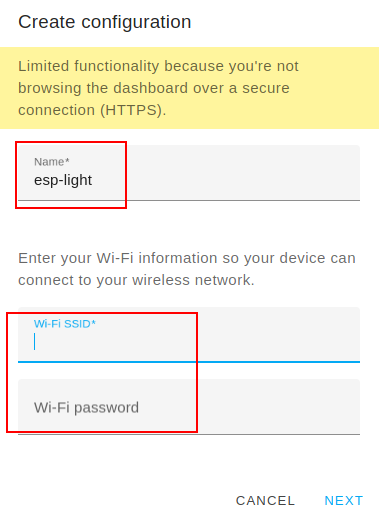 Create configuration
Limited functionality because you're not
browsing the dashboard over a secure
connection (HTTPS).
Name*
esp-light
Enter your Wi-Fi information so your device can
connect to your wireless network.
Wi-Fi SSID*
Wi-Fi password
CANCEL NEXT